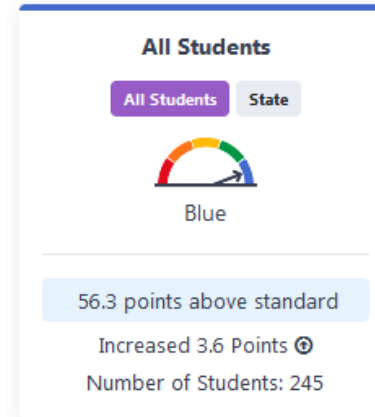 All Students
All Students State
Blue
56.3 points above standard
Increased 3.6 Points
Number of Students: 245